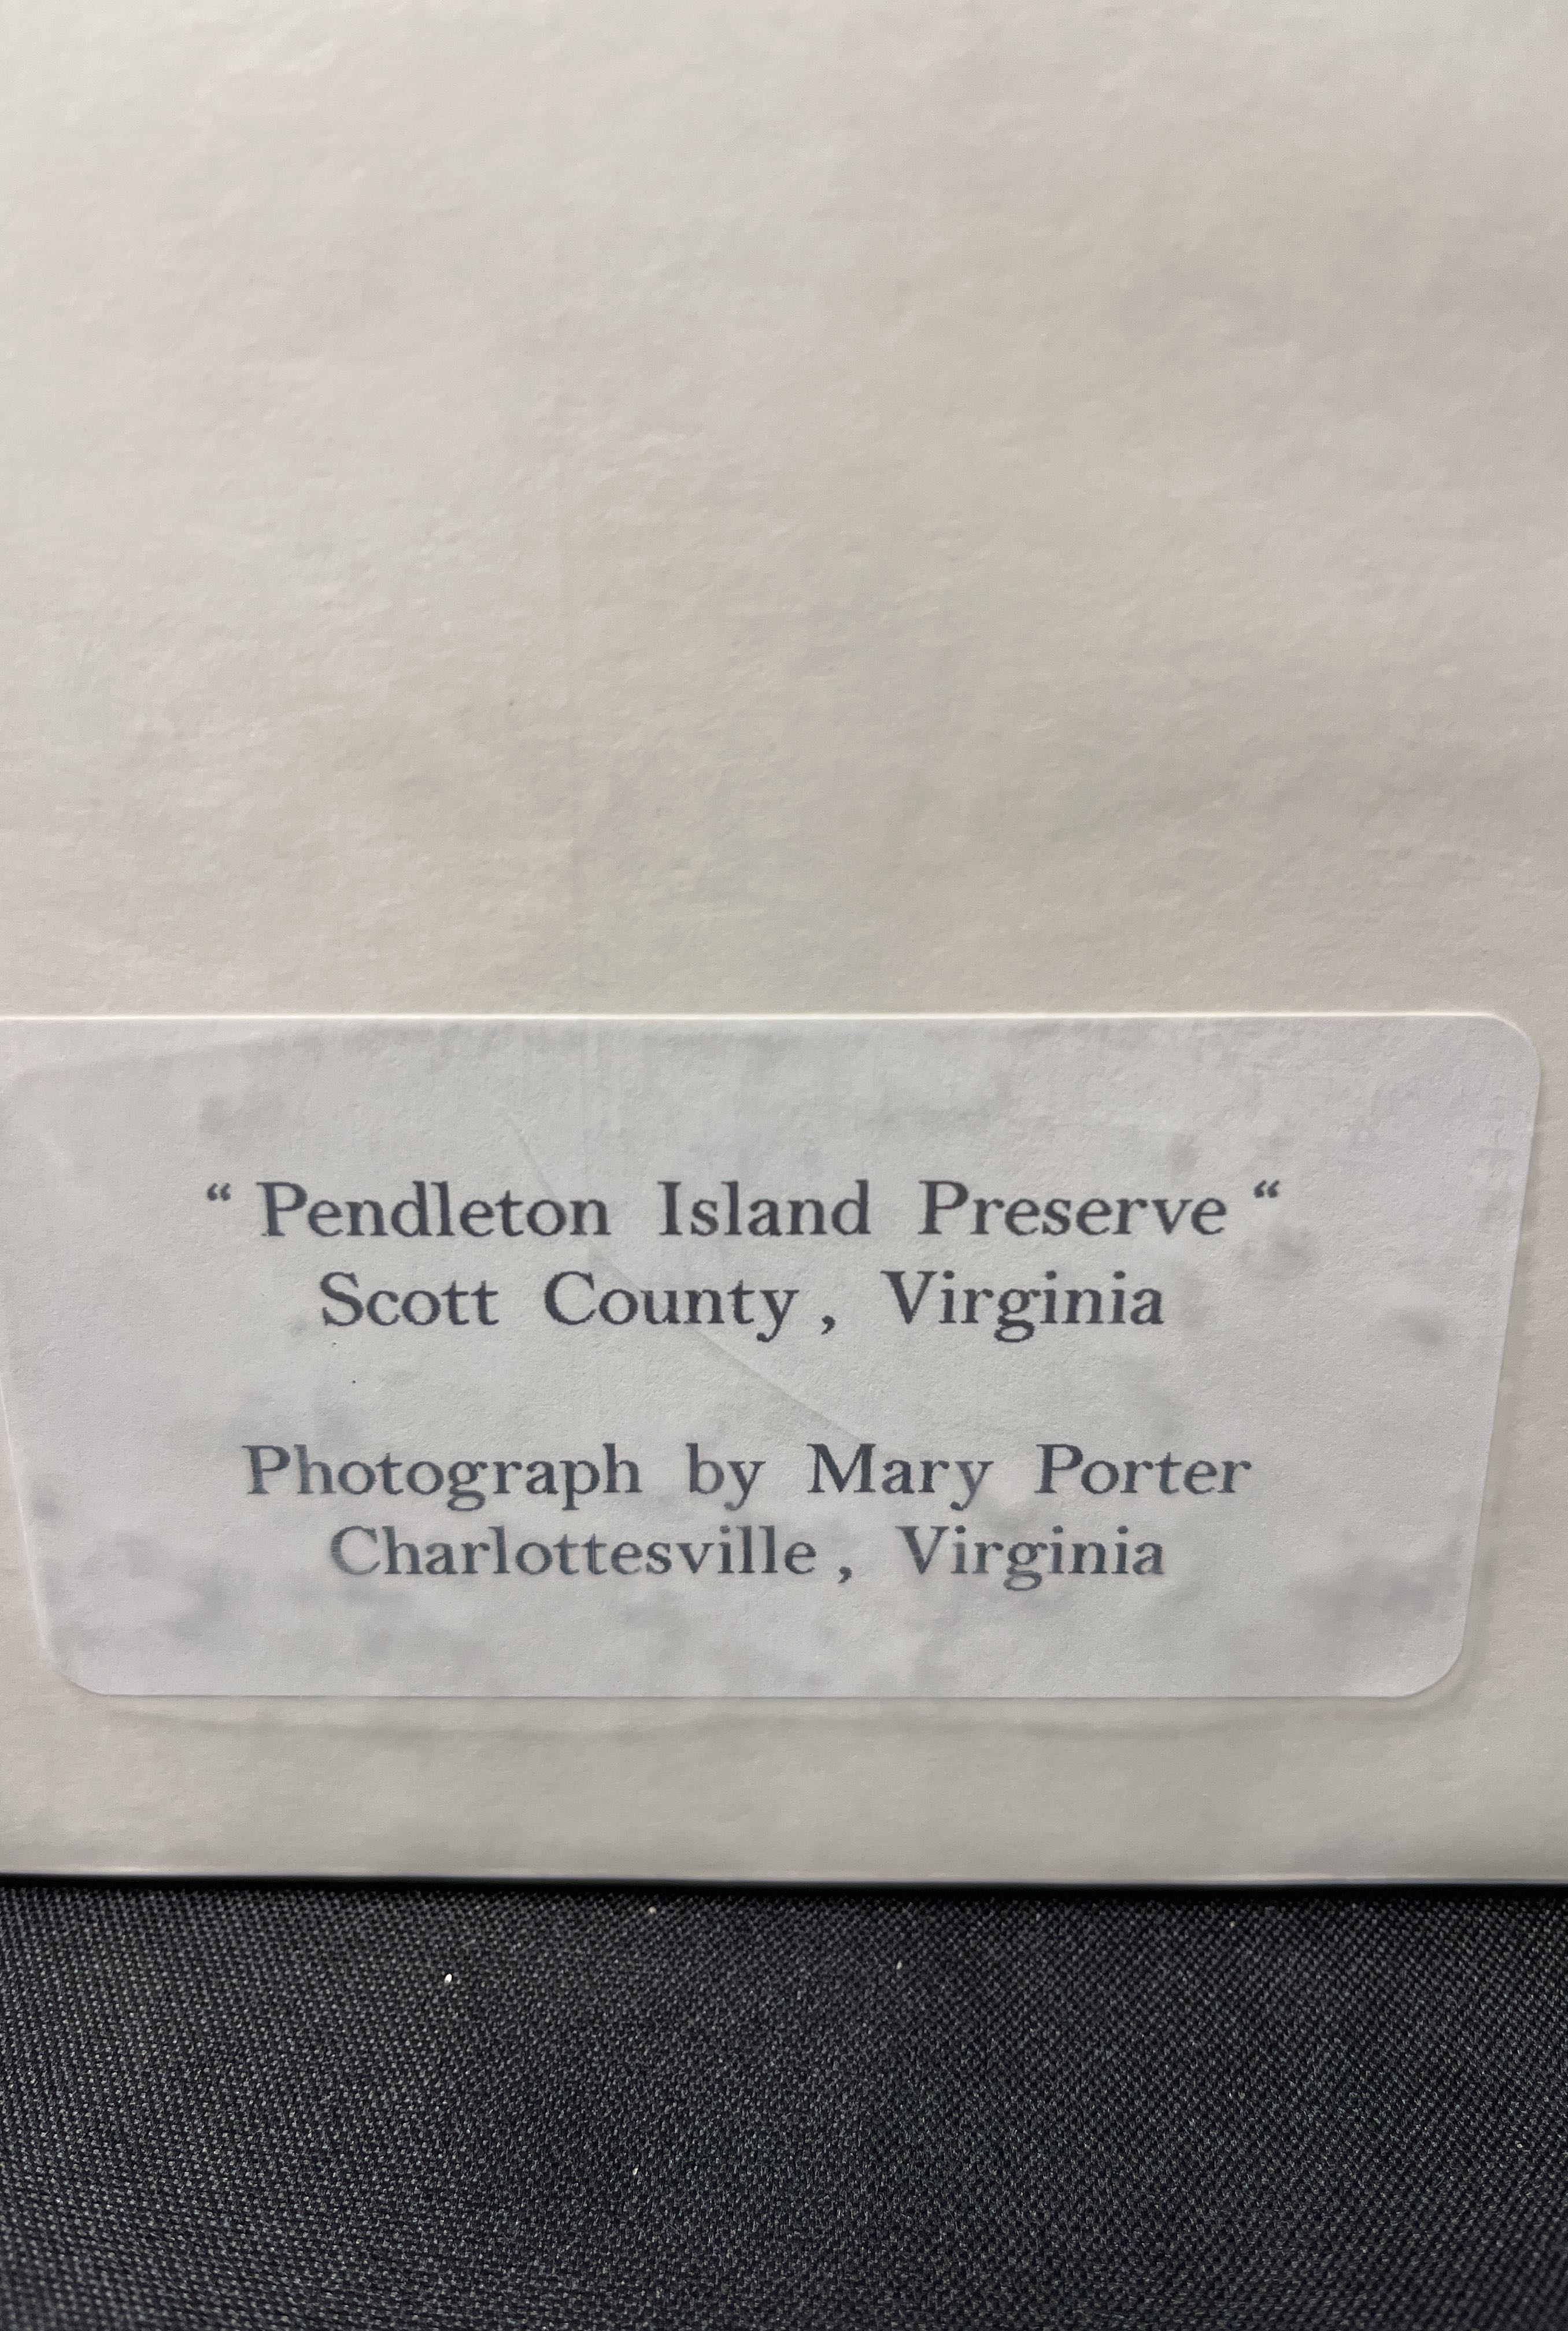 “ Pendleton Island Preserve “
Scott County , Virginia
Photograph by Mary Porter
Charlottesville , Virginia